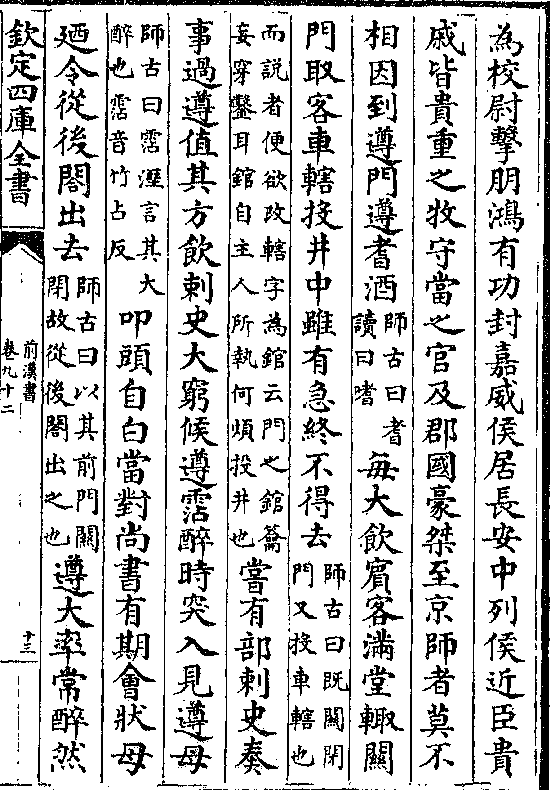 為校尉擊朋鴻有功封嘉威侯居長安中列侯近臣貴
戚皆貴重之牧守當之官及郡國豪桀至京師者莫不
相因到遵門遵耆酒師古曰耆讀曰嗜每大飲賓客滿堂輙關
門取客車轄投井中雖有急終不得去師古曰既關閉門又投車轄也
而說者便欲改轄字為錧云門之錧籥妄穿鑿耳錧自主人所執何煩投井也嘗有部刺史奏
事過遵值其方飲刺史大窮候遵霑醉時突入見遵母
師古曰霑溼言其大醉也霑音竹占反叩頭自白當對尚書有期會狀母
廼令從後閤出去師古曰以其前門關閉故從後閤出之也遵大率常醉然
欽定四庫全書
前漢書
卷九十二
十三